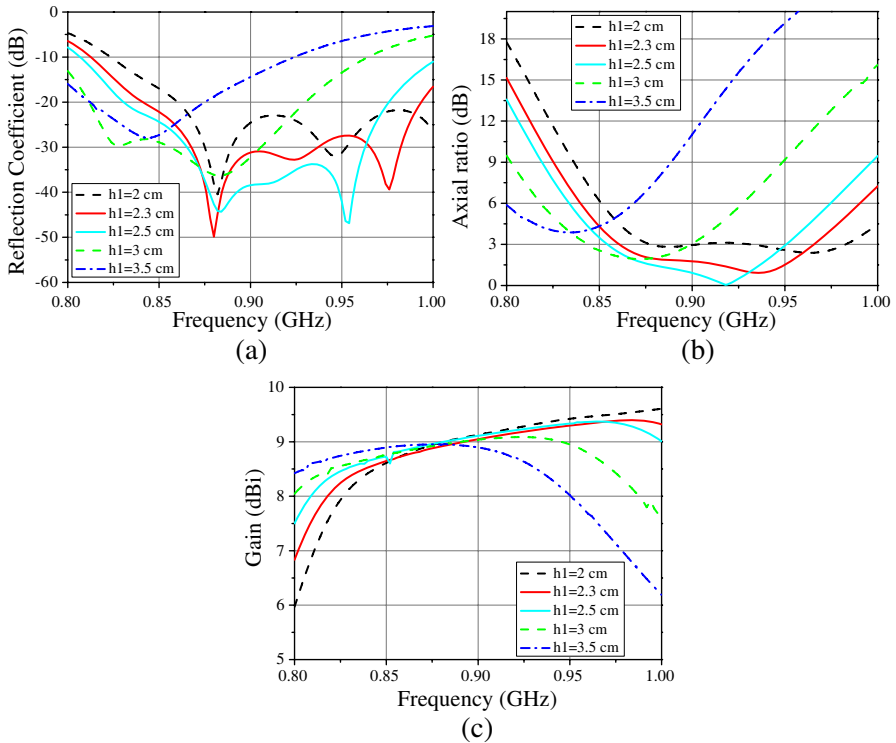 0
-10
-20
-30
-40
-50
-60
Reflection Coefficient (dB)
h1=2 cm
h1=2.3 cm
h1=2.5 cm
h1=3 cm
h1=3.5 cm
0.80 0.85 0.90 0.95 1.00
Frequency (GHz)
(a)
18
15
12
9
6
3
0
Axial ratio (dB)
h1=2 cm
h1=2.3 cm
h1=2.5 cm
h1=3 cm
h1=3.5 cm
0.80 0.85 0.90 0.95 1.00
Frequency (GHz)
(b)
10
9
8
7
6
5
Gain (dBi)
h1=2 cm
h1=2.3 cm
h1=2.5 cm
h1=3 cm
h1=3.5 cm
0.80 0.85 0.90 0.95 1.00
Frequency (GHz)
(c)